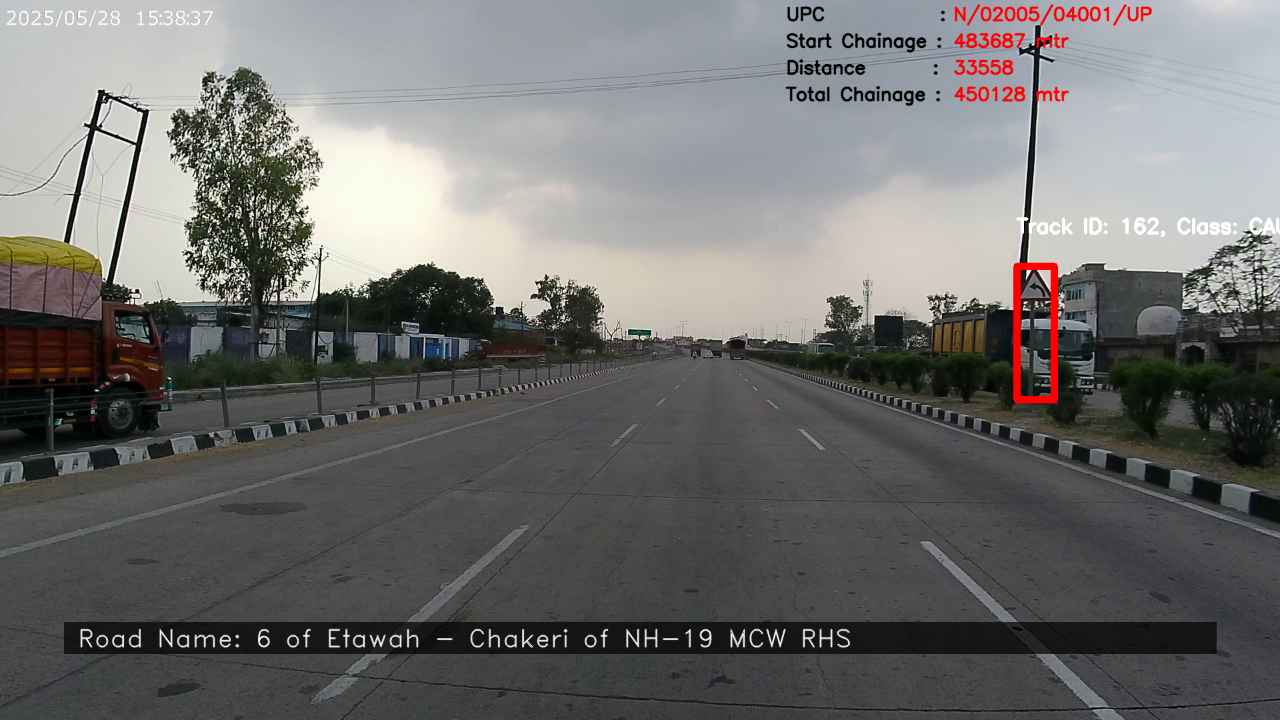 2025/05/28 15:38:37
UPC : N/02005/04001/UP
Start Chainage : 483687 mtr
Distance : 33558
Total Chainage : 450128 mtr
Track ID: 162, Class: CAU
Road Name: 6 of Etawah - Chakeri of NH-19 MCW RHS